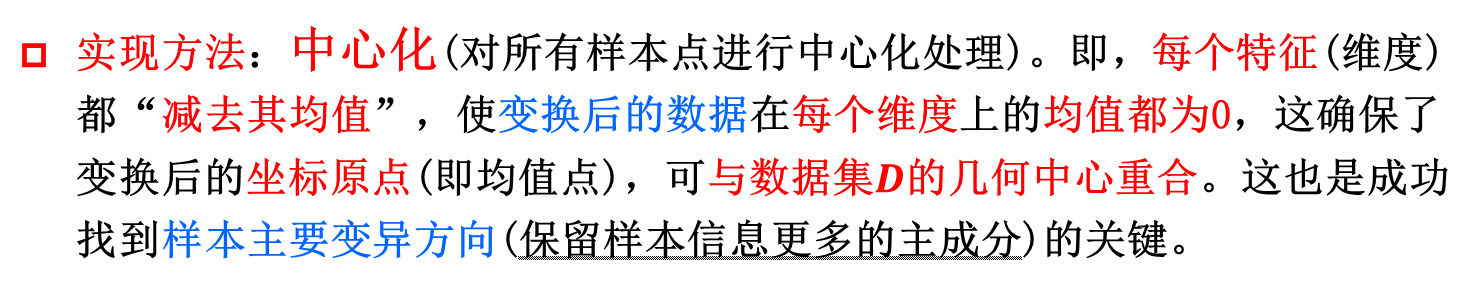 实现方法：中心化(对所有样本点进行中心化处理)。即，每个特征(维度)
都“减去其均值”，使变换后的数据在每个维度上的均值都为0，这确保了
变换后的坐标原点(即均值点)，可与数据集D的几何中心重合。这也是成功
找到样本主要变异方向(保留样本信息更多的主成分)的关键。